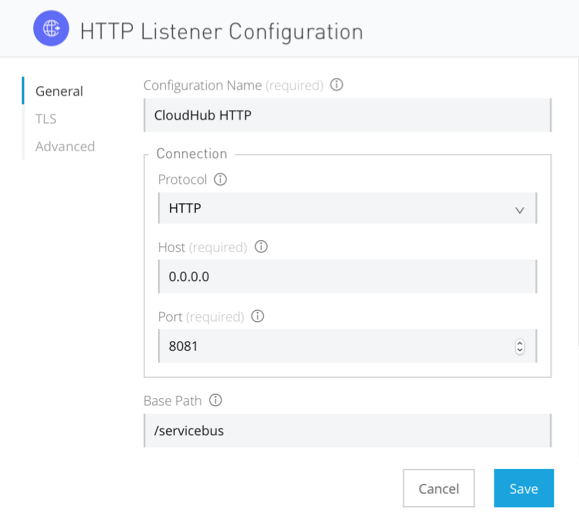 HTTP Listener Configuration
General
TLS
Advanced
Configuration Name (required)
CloudHub HTTP
Connection
Protocol
HTTP
Host (required)
0.0.0.0
Port (required)
8081
Base Path
/servicebus
Cancel
Save